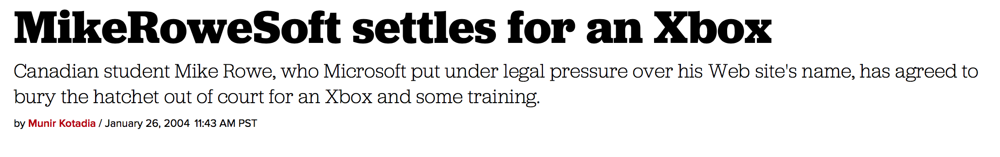 MikeRoweSoft settles for an Xbox
Canadian student Mike Rowe, who Microsoft put under legal pressure over his Web site's name, has agreed to
bury the hatchet out of court for an Xbox and some training.
by Munir Kotadia / January 26, 2004 11:43 AM PST